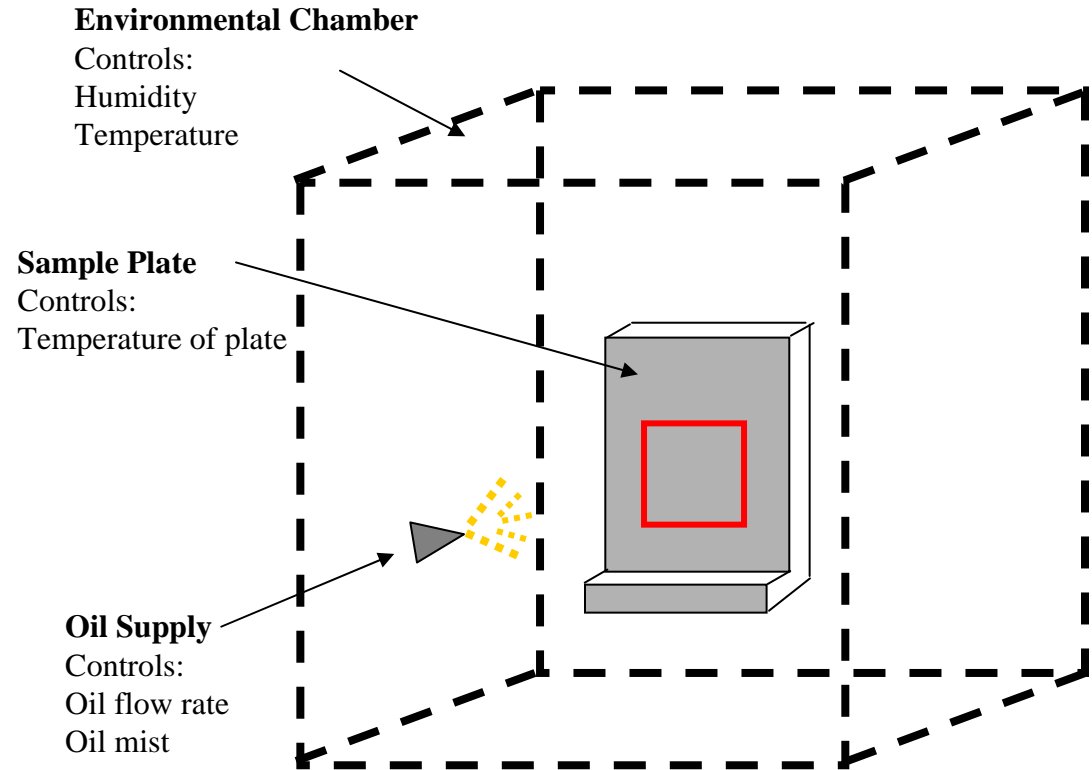 Environmental Chamber
Controls:
Humidity
Temperature
Sample Plate
Controls:
Temperature of plate
Oil Supply
Controls:
Oil flow rate
Oil mist